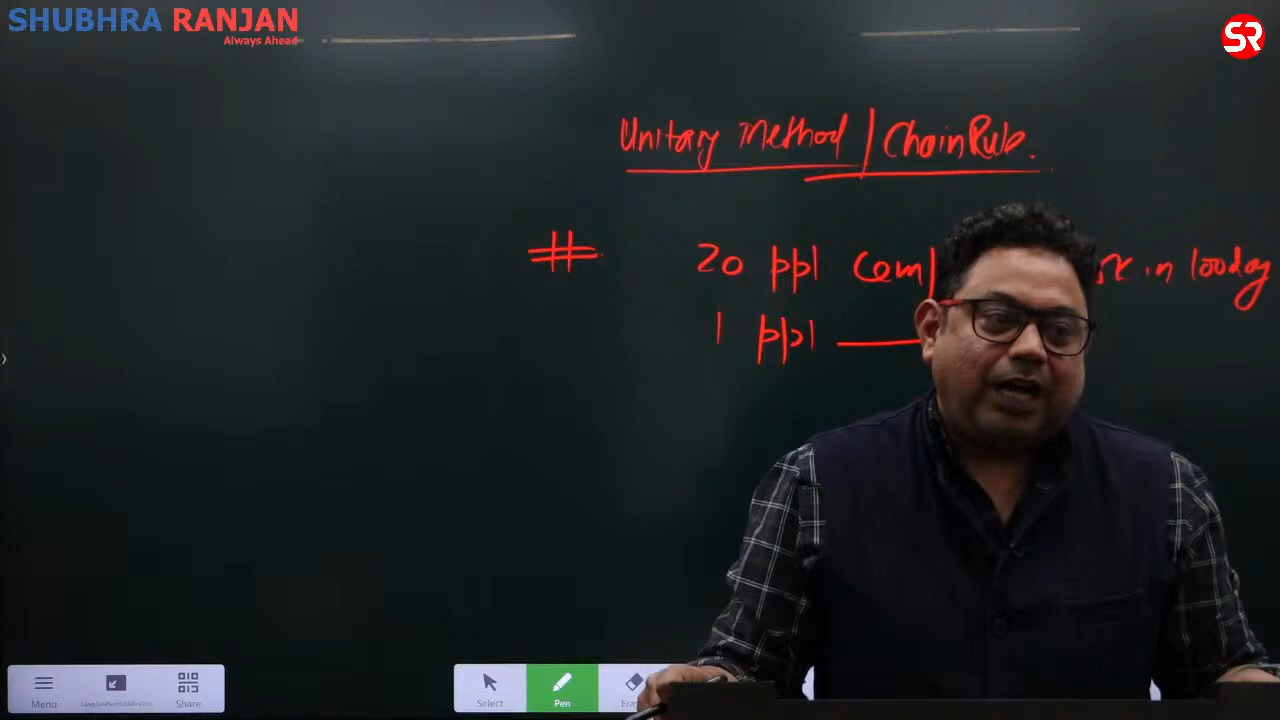 SHUBHRA RANJAN
Always Ahead
SR
Unitary Method / Chain Rule.
# 20 ppl in 100 day
1 ppl
Menu
Share
Select
Pen